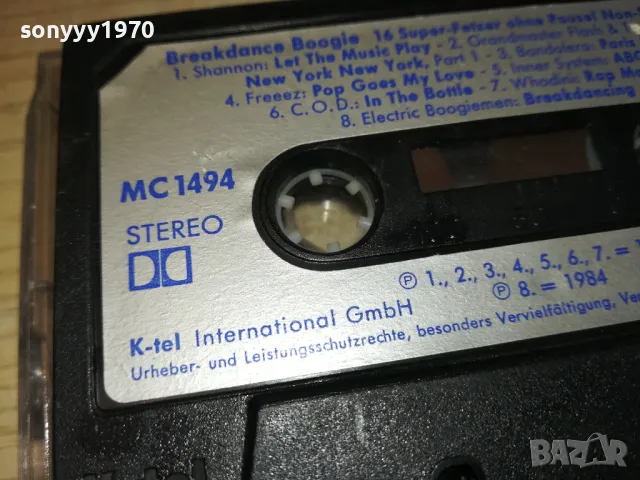 sonyyy1970
Breakdance Boogie 16 Super-Fetzer ohne Pause! Non
1. Shannon: Let The Music Play - 2. Grandmaster Flash &
New York New York, Part 1 - 3. Bandolero: Paris
4. Freeez: Pop Goes My Love - 5. Inner System: ABC
6. C.O.D.: In The Bottle - 7. Whodini: Rap
8. Electric Boogiemen: Breakdancing
MC 1494
STEREO
Ⓟ 1., 2., 3., 4., 5., 6., 7. =
Ⓟ 8. = 1984
K-tel International GmbH
Urheber- und Leistungsschutzrechte, besonders Vervielfältigung, Ver
BAZAR